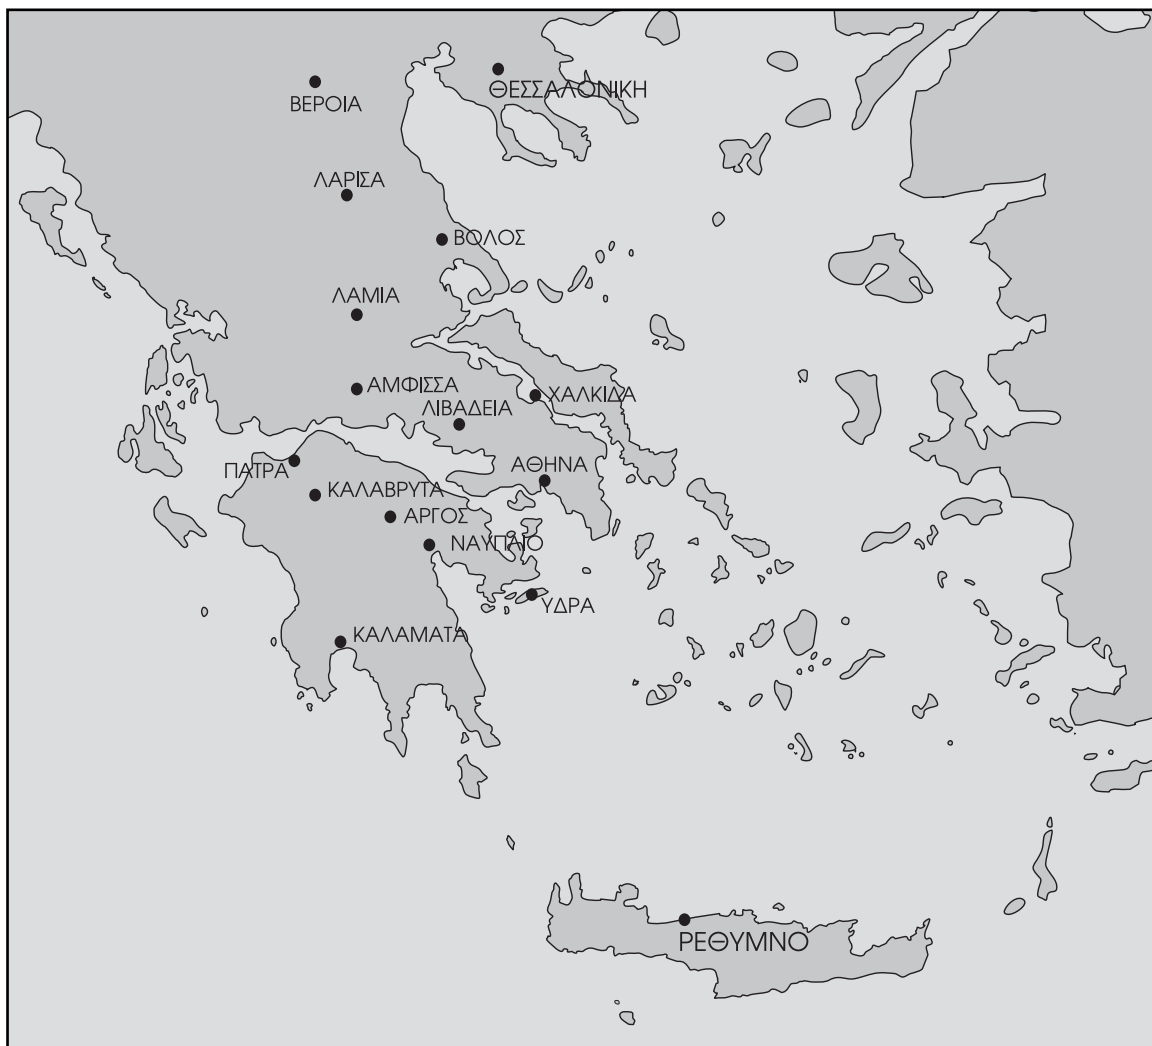 ΘΕΣΣΑΛΟΝΙΚΗ
ΒΕΡΟΙΑ
ΛΑΡΙΣΑ
ΒΟΛΟΣ
ΛΑΜΙΑ
ΑΜΦΙΣΣΑ
ΧΑΛΚΙΔΑ
ΛΙΒΑΔΕΙΑ
ΑΘΗΝΑ
ΠΑΤΡΑ
ΚΑΛΑΒΡΥΤΑ
ΑΡΓΟΣ
ΝΑΥΠΛΙΟ
ΥΔΡΑ
ΚΑΛΑΜΑΤΑ
ΡΕΘΥΜΝΟ